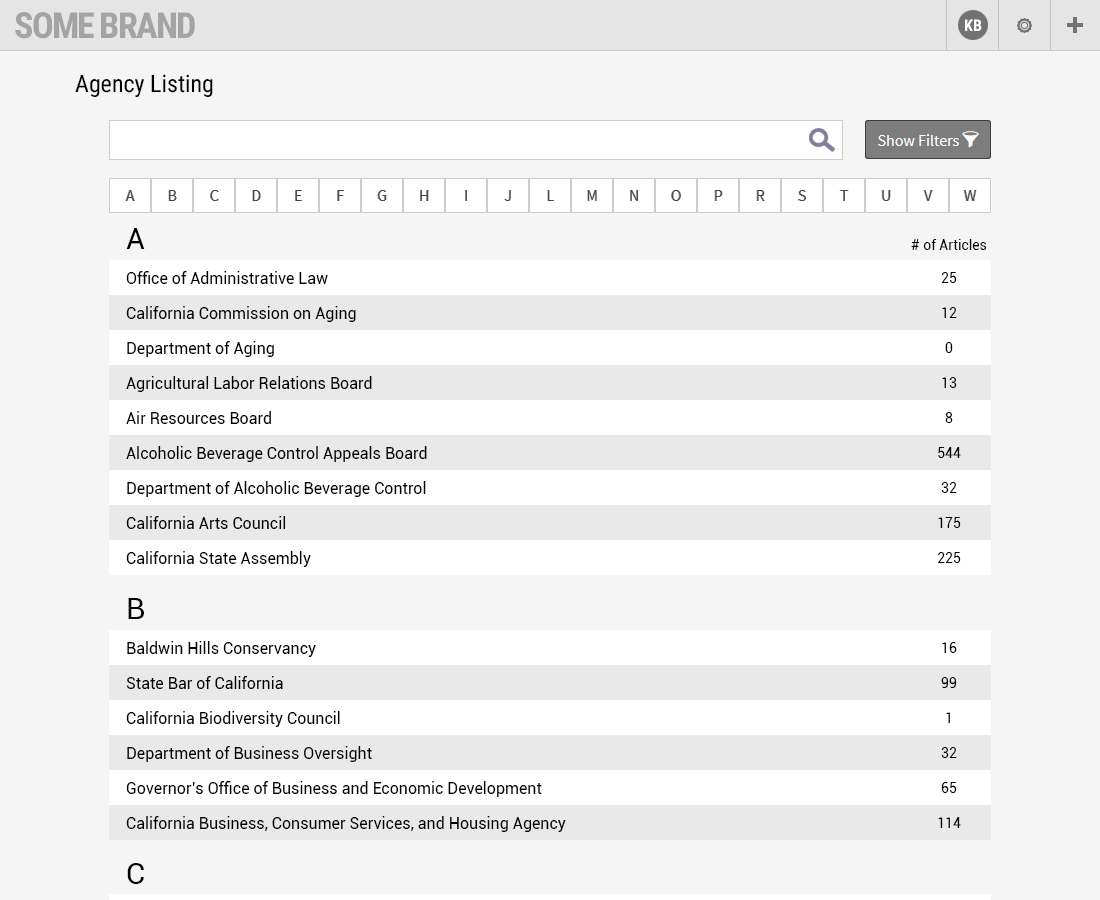 SOME BRAND
KB
Agency Listing
Show Filters
A B C D E F G H I J L M N O P R S T U V W
A # of Articles
Office of Administrative Law 25
California Commission on Aging 12
Department of Aging 0
Agricultural Labor Relations Board 13
Air Resources Board 8
Alcoholic Beverage Control Appeals Board 544
Department of Alcoholic Beverage Control 32
California Arts Council 175
California State Assembly 225
B
Baldwin Hills Conservancy 16
State Bar of California 99
California Biodiversity Council 1
Department of Business Oversight 32
Governor's Office of Business and Economic Development 65
California Business, Consumer Services, and Housing Agency 114
C